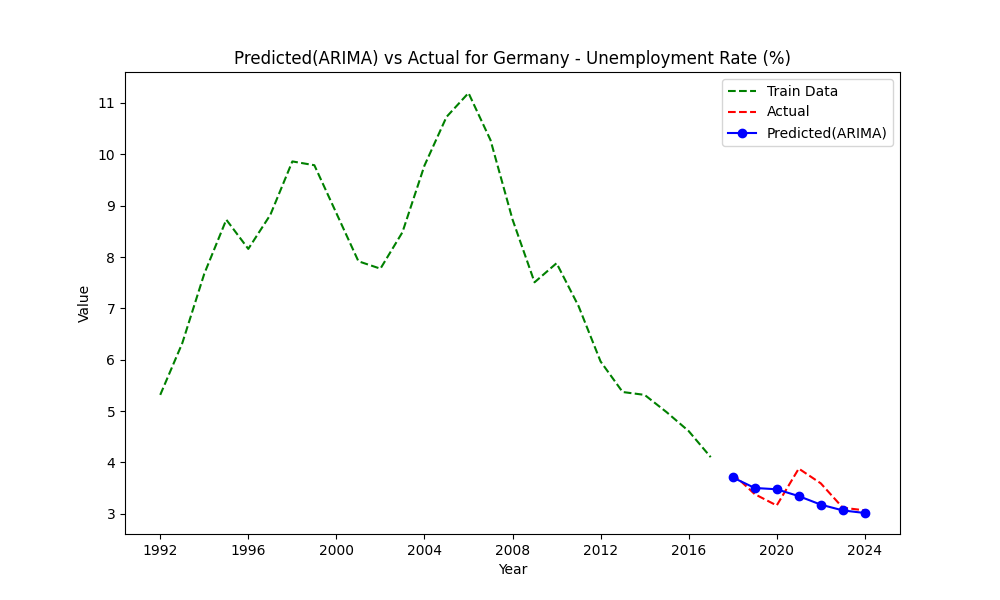 Predicted(ARIMA) vs Actual for Germany - Unemployment Rate (%)
Train Data
Actual
Predicted(ARIMA)
Value
11
10
9
8
7
6
5
4
3
1992 1996 2000 2004 2008 2012 2016 2020 2024
Year